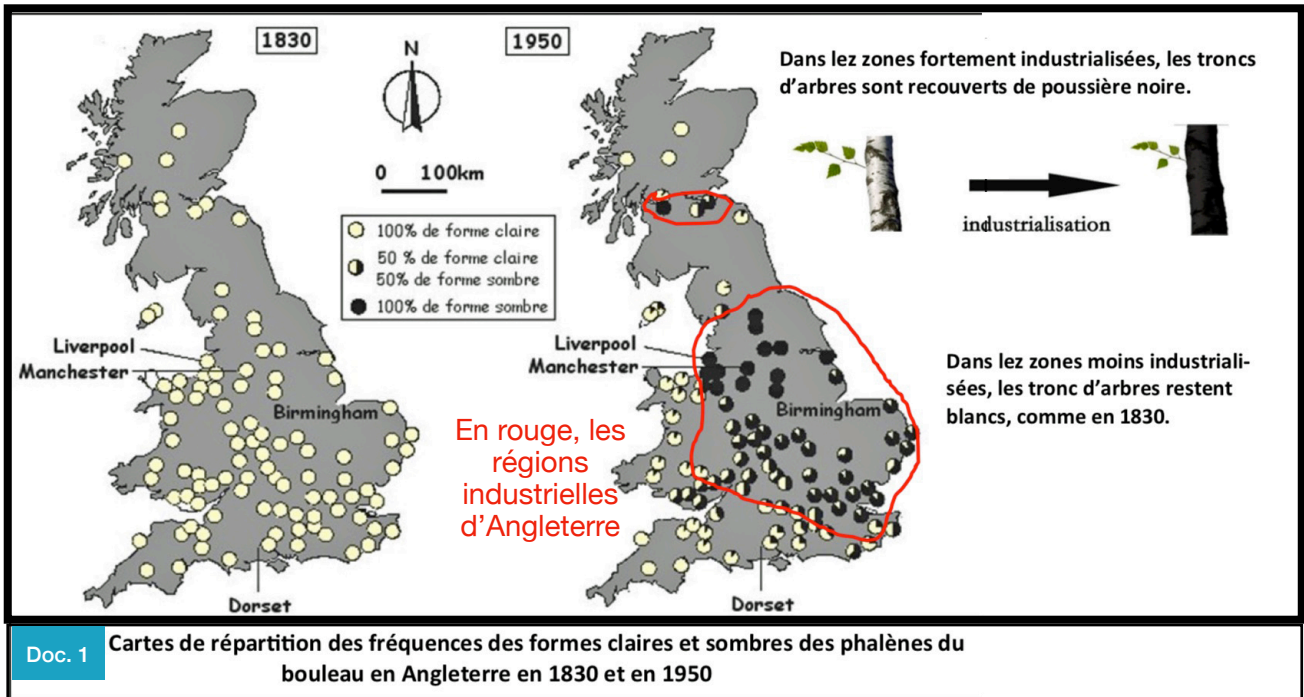 1830
N
0 100km
100% de forme claire
50 % de forme claire
50% de forme sombre
100% de forme sombre
Liverpool
Manchester
Birmingham
Dorset
1950
Liverpool
Manchester
Birmingham
Dorset
En rouge, les
régions
industrielles
d’Angleterre
Dans lez zones fortement industrialisées, les troncs
d’arbres sont recouverts de poussière noire.
industrialisation
Dans lez zones moins industriali-
sées, les tronc d’arbres restent
blancs, comme en 1830.
Doc. 1
Cartes de répartition des fréquences des formes claires et sombres des phalènes du
bouleau en Angleterre en 1830 et en 1950